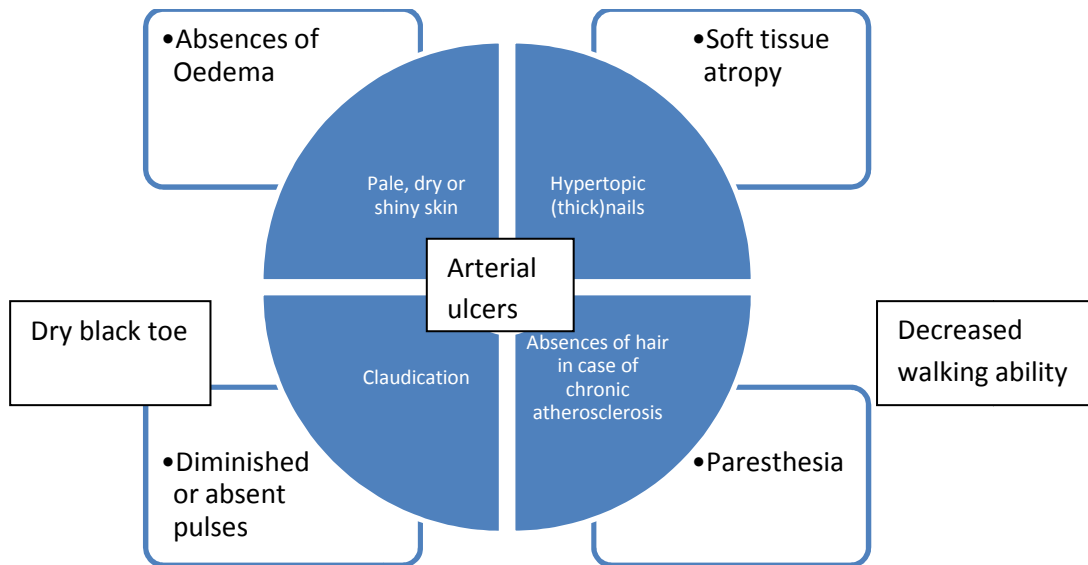 •Absences of
Oedema
•Soft tissue
atropy
Pale, dry or
shiny skin
Hypertopic
(thick)nails
Arterial
ulcers
Dry black toe
Decreased
walking ability
Claudication
Absences of hair
in case of
chronic
atherosclerosis
•Diminished
or absent
pulses
•Paresthesia